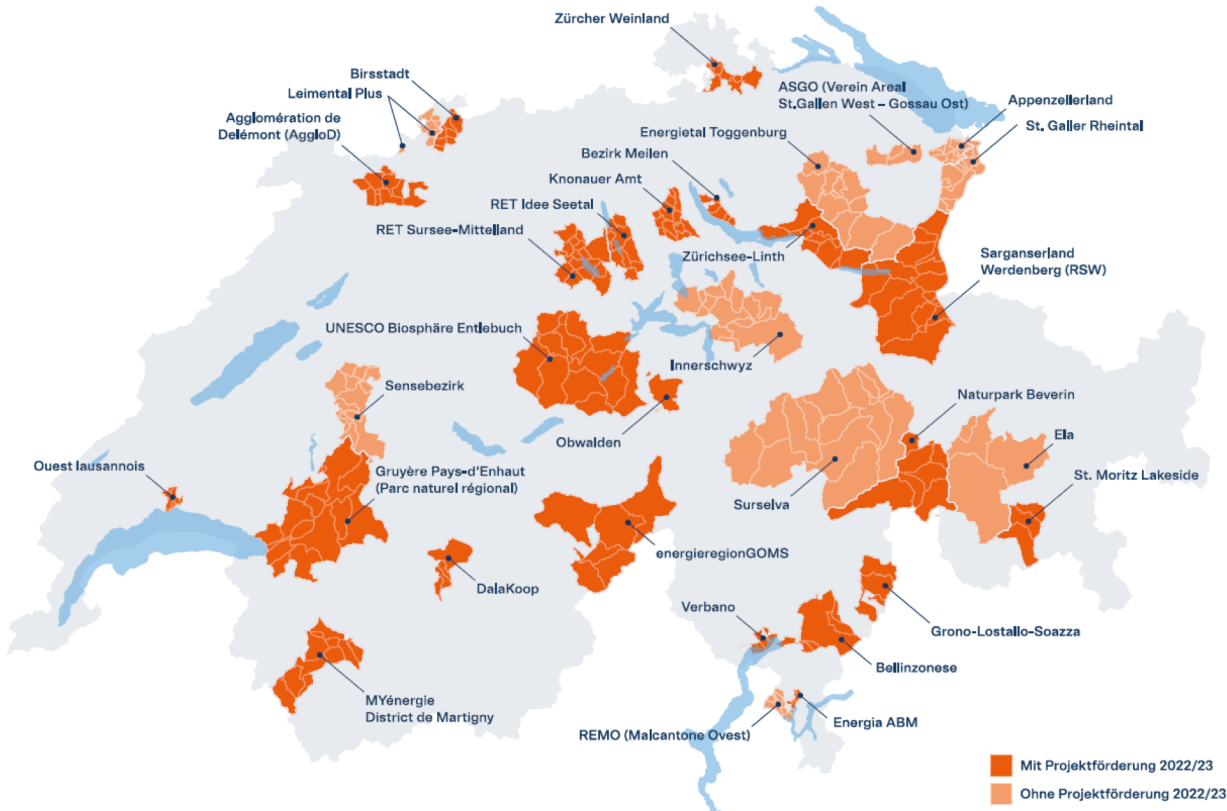 Zürcher Weinland
Birsstadt
Leimental Plus
Agglomération de
Delémont (AggloD)
ASGO (Verein Areal
St.Gallen West – Gossau Ost)
Appenzellerland
St. Galler Rheintal
Energietal Toggenburg
Bezirk Meilen
Knonauer Amt
RET Idee Seetal
RET Sursee-Mittelland
Zürichsee-Linth
Sarganserland
Werdenberg (RSW)
UNESCO Biosphäre Entlebuch
Innerschwyz
Sensebezirk
Obwalden
Naturpark Beverin
Ela
Ouest lausannois
Gruyère Pays-d'Enhaut
(Parc naturel régional)
St. Moritz Lakeside
Surselva
energieregionGOMS
DalaKoop
Verbano
Grono-Lostallo-Soazza
Bellinzonese
MYénergie
District de Martigny
Energia ABM
REMO (Malcantone Ovest)
Mit Projektförderung 2022/23
Ohne Projektförderung 2022/23